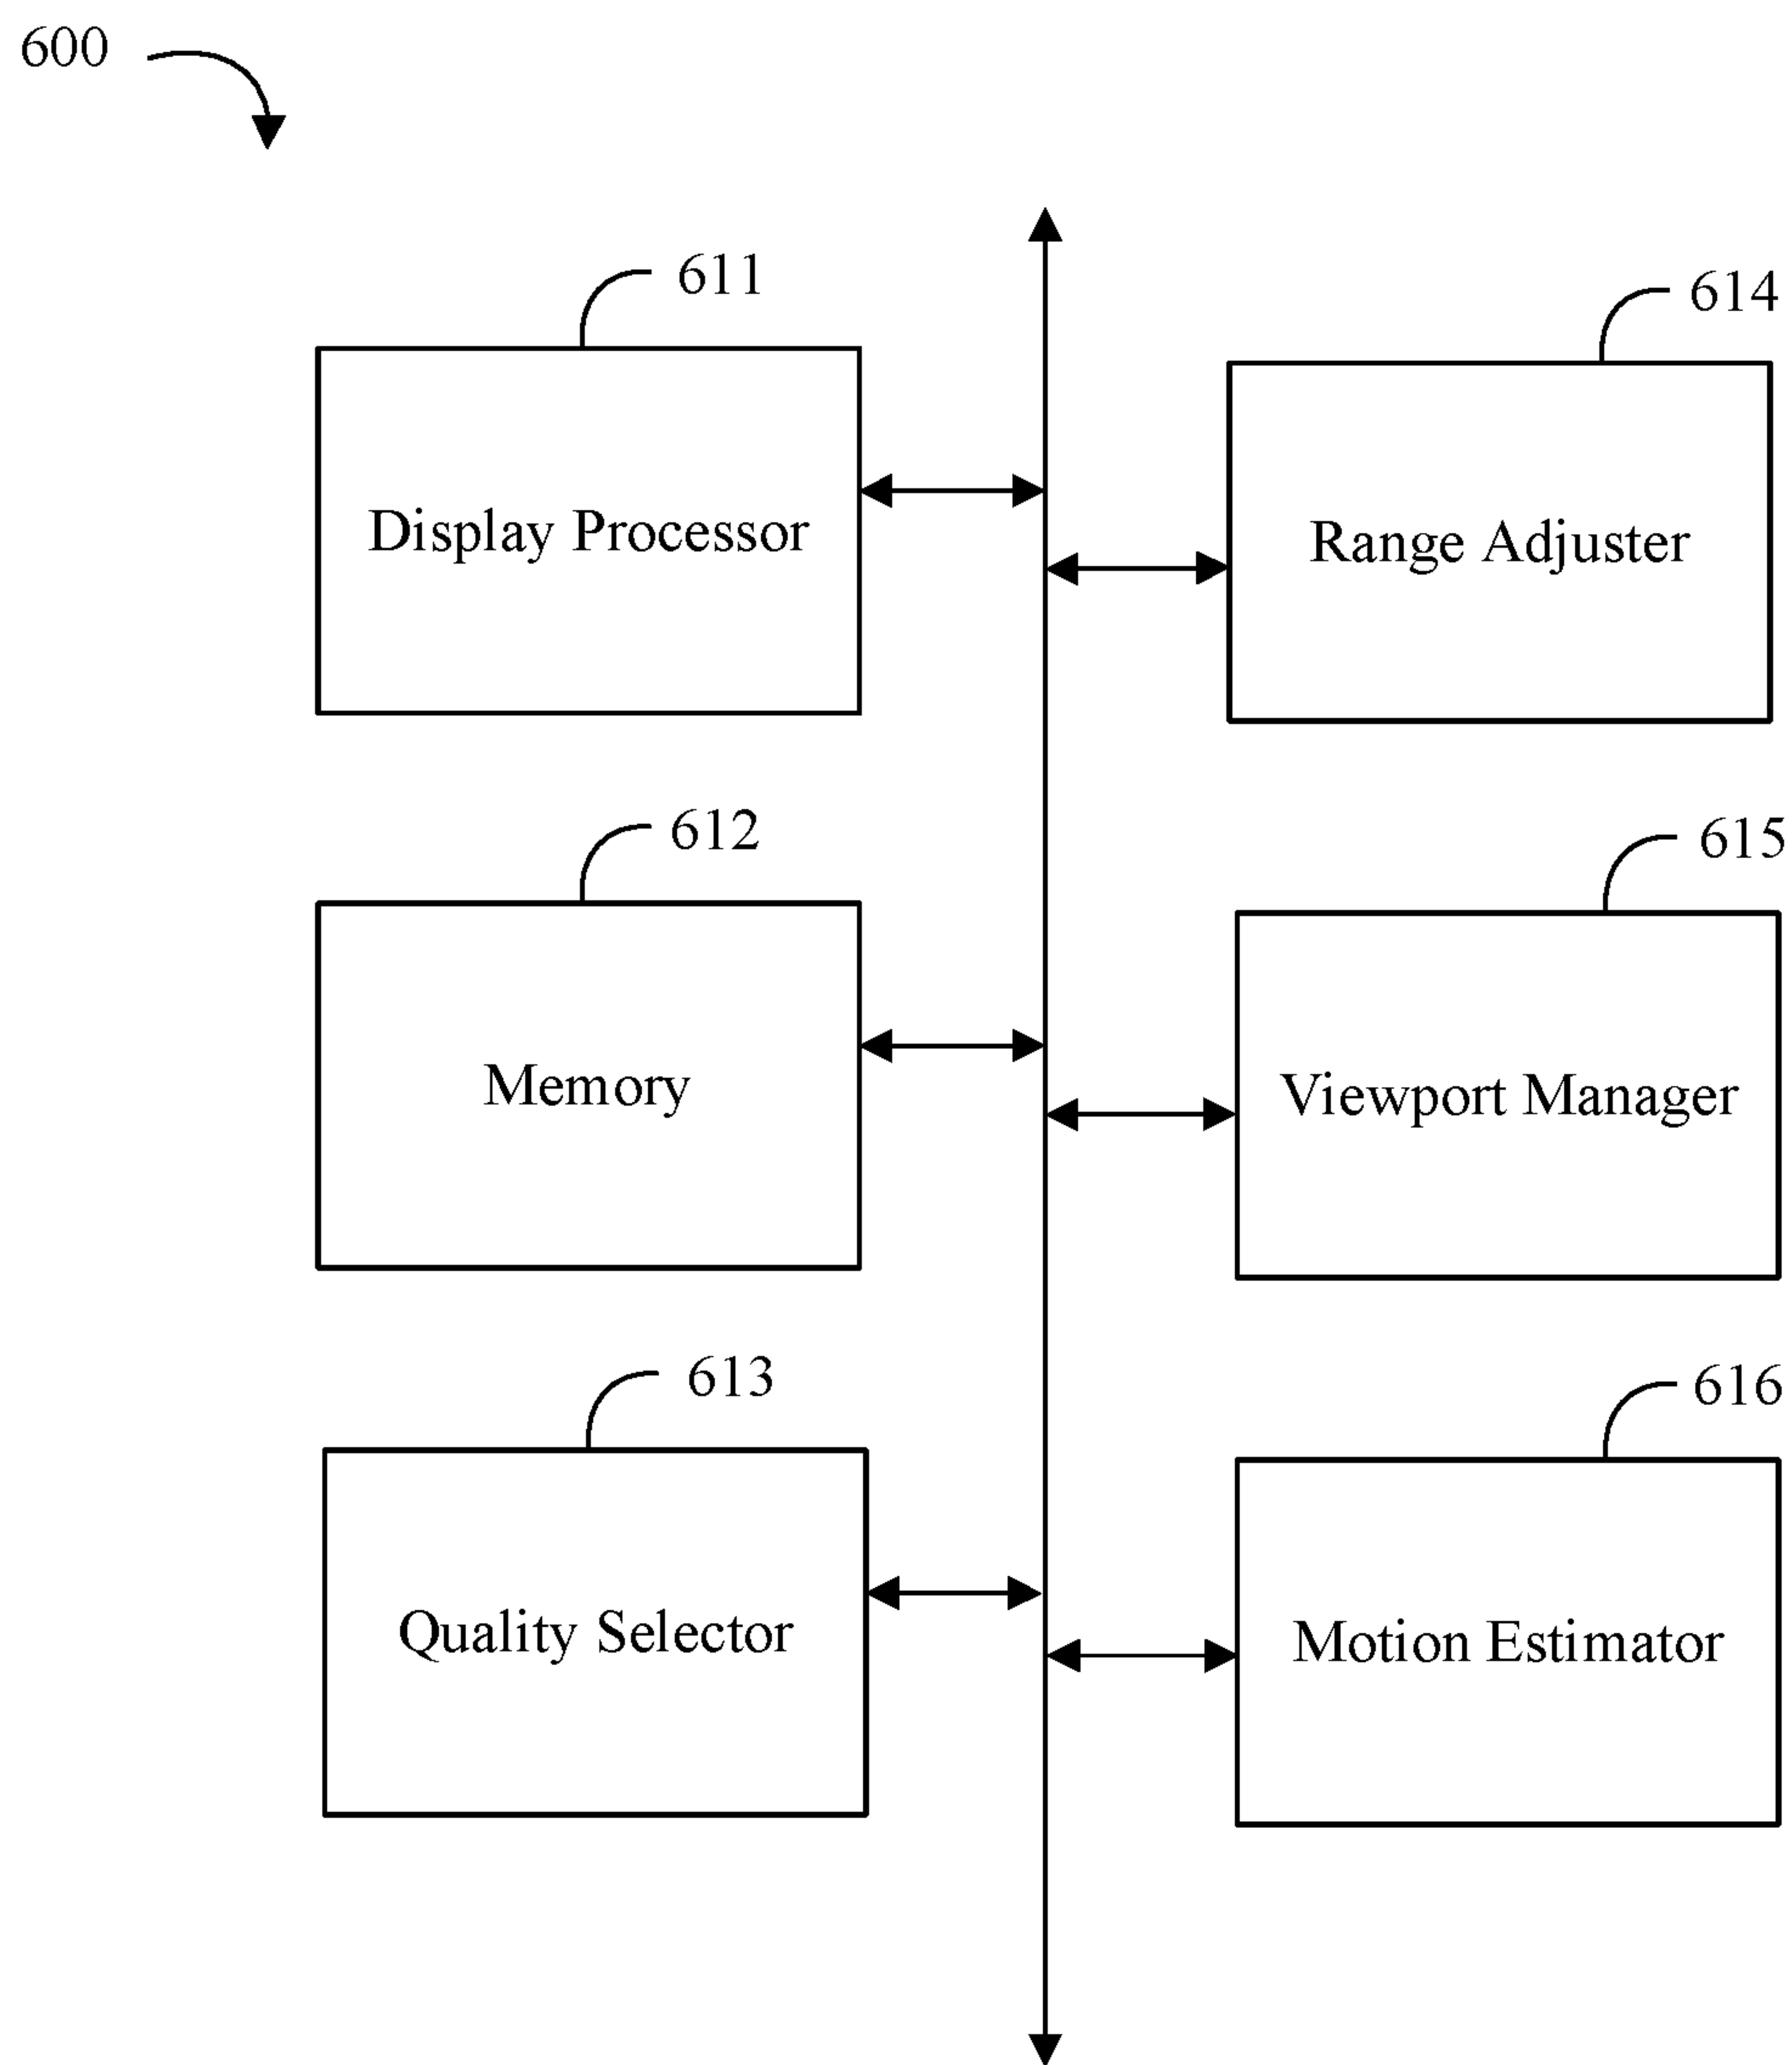 600
611
Display Processor
614
Range Adjuster
612
Memory
615
Viewport Manager
613
Quality Selector
616
Motion Estimator